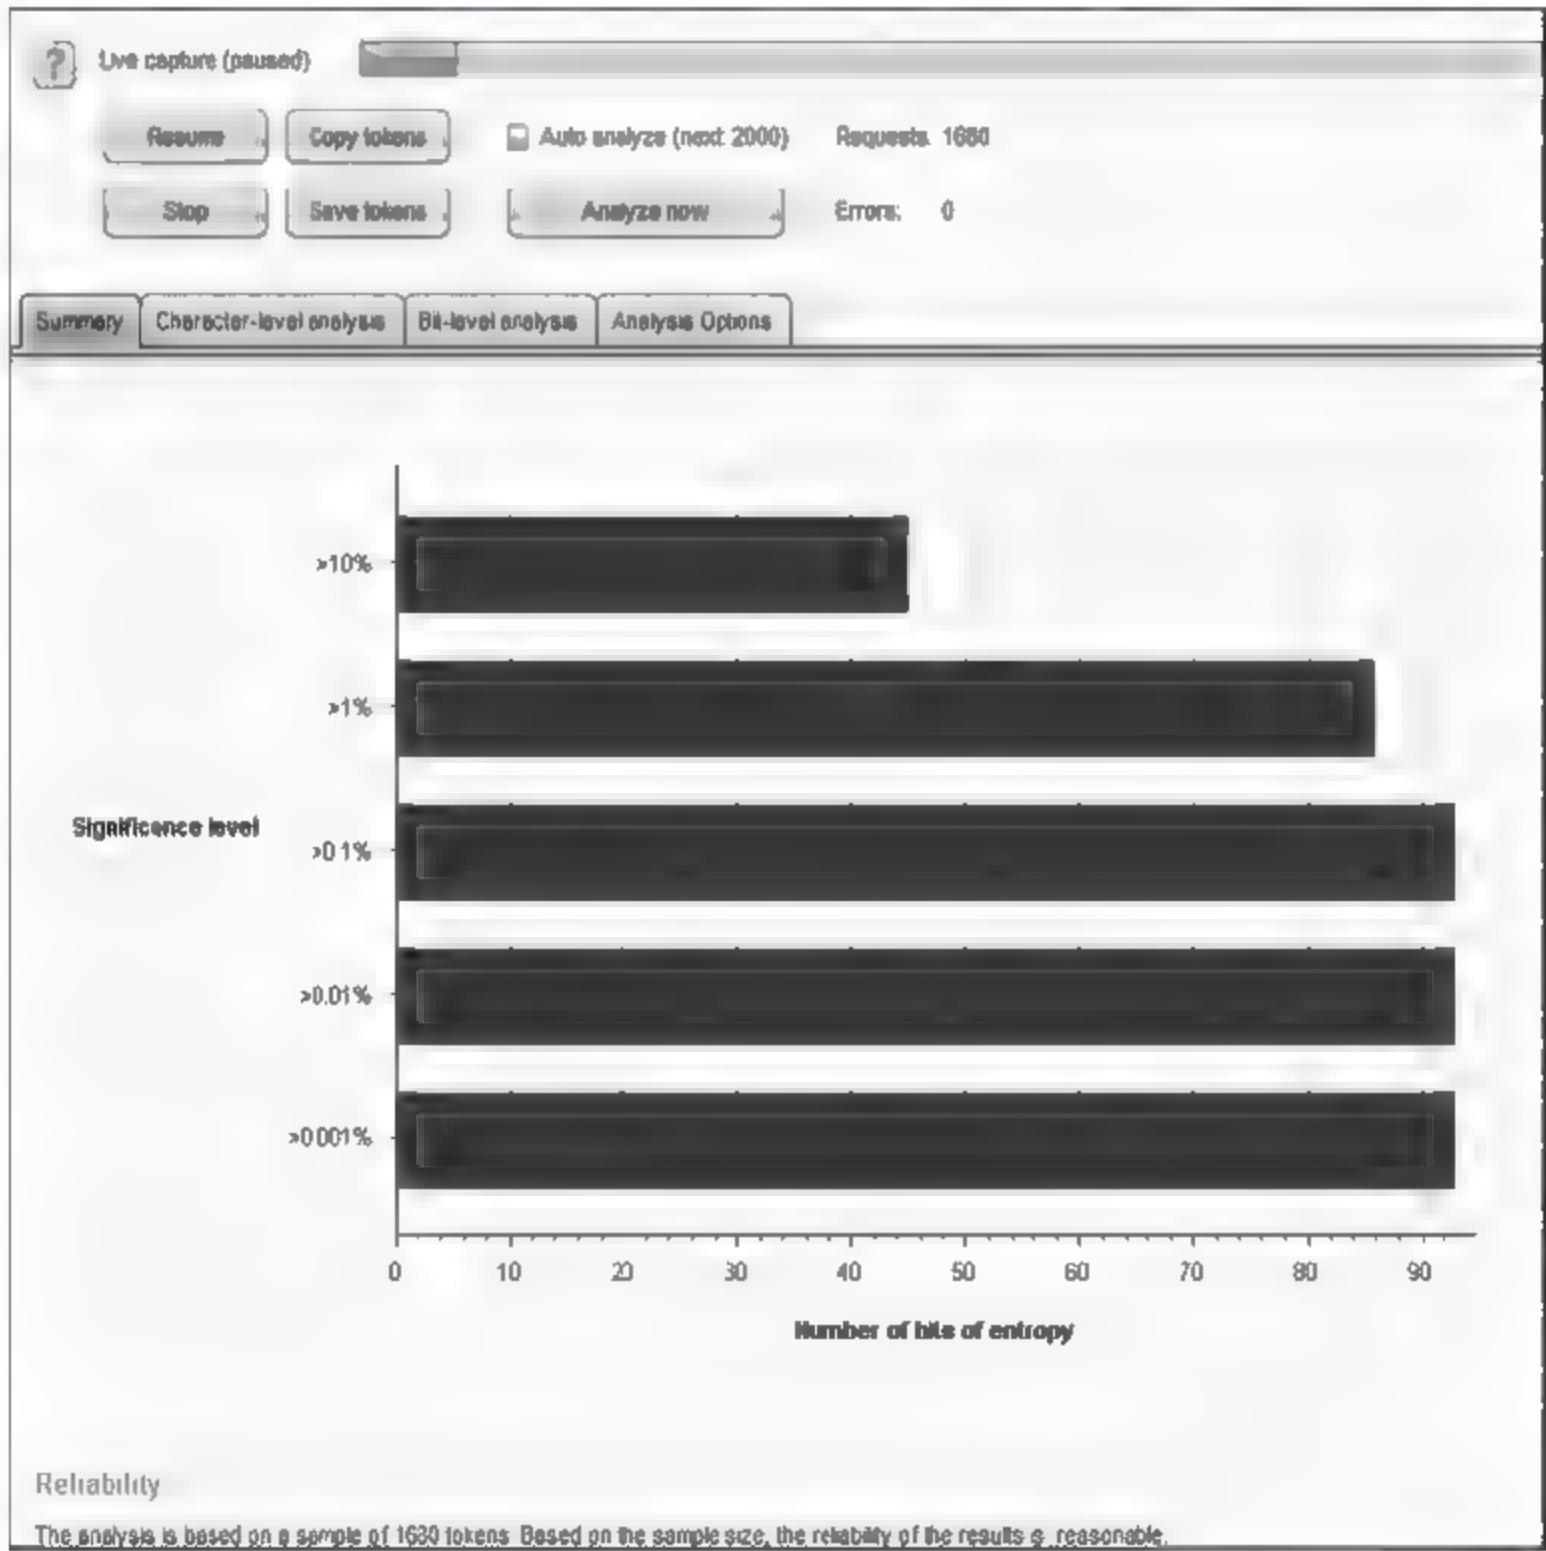 ? Live capture (paused)
Resume Copy tokens Auto analyze (next 2000) Requests
Stop Save tokens Analyze now Errors: 0
Summary Character-level analysis Bit-level analysis Analysis Options
>10%
>1%
Significance level
>0.1%
>0.01%
>0.001%
0 10 20 30 40 50 60 70 80 90
Number of bits of entropy
Reliability
The analysis is based on a sample of tokens. Based on the sample size, the reliability of the results is: reasonable.